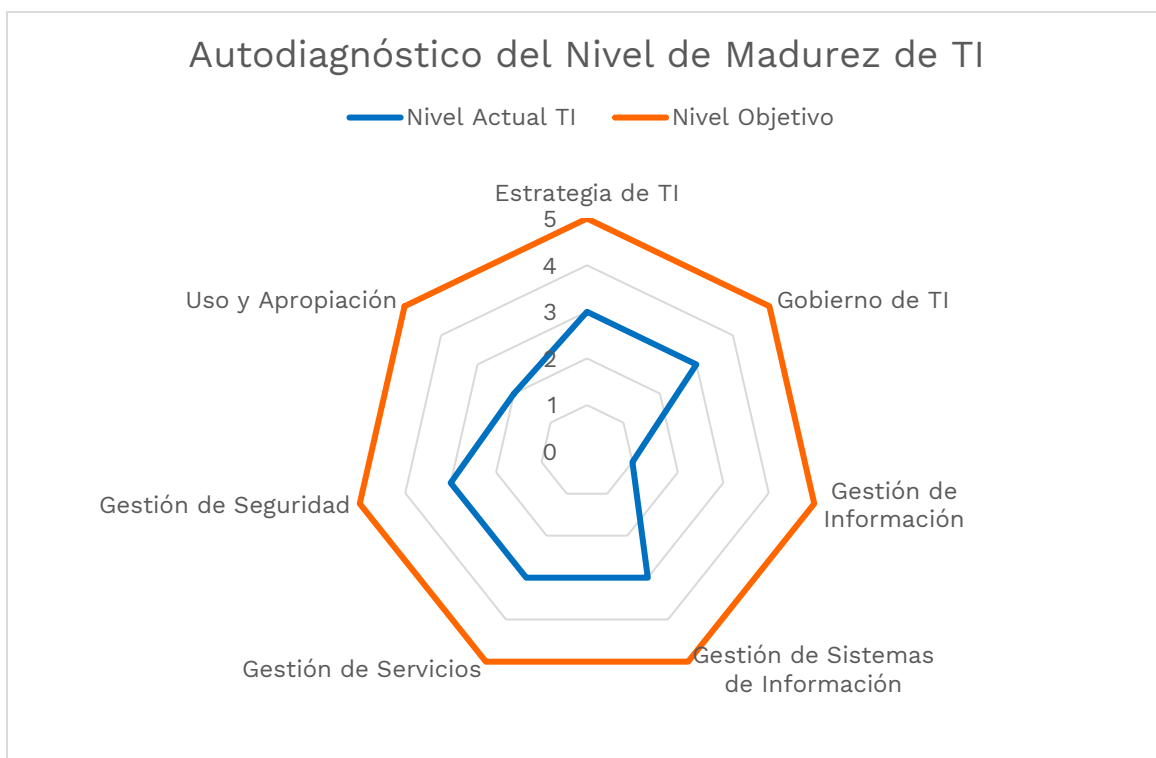 Autodiagnóstico del Nivel de Madurez de TI
Nivel Actual TI
Nivel Objetivo
Estrategia de TI
5
4
3
2
1
0
Gobierno de TI
Gestión de
Información
Gestión de Sistemas
de Información
Gestión de Servicios
Gestión de Seguridad
Uso y Apropiación